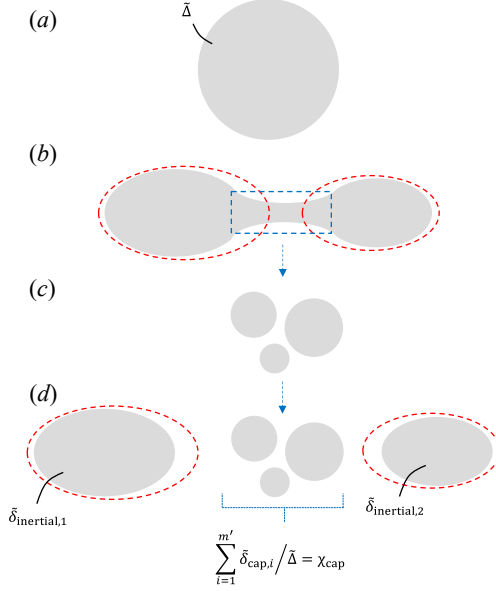 (a)
Δ̃
(b)
(c)
(d)
δ̃inertial,1
δ̃inertial,2
∑_{i=1}^{m′} δ̃cap,i / Δ̃ = χcap